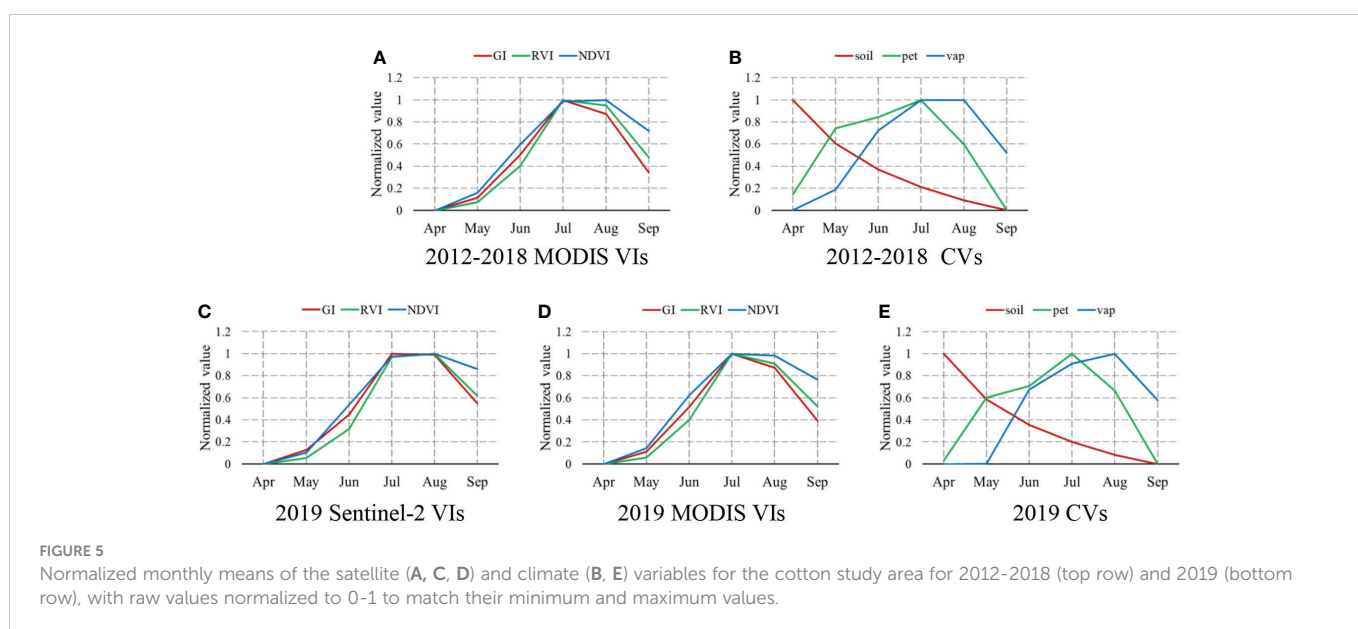 A
GI RVI NDVI
Normalized value
1.2
1
0.8
0.6
0.4
0.2
0
Apr May Jun Jul Aug Sep
2012-2018 MODIS VIs
B
soil pet vap
Normalized value
1.2
1
0.8
0.6
0.4
0.2
0
Apr May Jun Jul Aug Sep
2012-2018 CVs
C
GI RVI NDVI
Normalized value
1.2
1
0.8
0.6
0.4
0.2
0
Apr May Jun Jul Aug Sep
2019 Sentinel-2 VIs
D
GI RVI NDVI
Normalized value
1.2
1
0.8
0.6
0.4
0.2
0
Apr May Jun Jul Aug Sep
2019 MODIS VIs
E
soil pet vap
Normalized value
1.2
1
0.8
0.6
0.4
0.2
0
Apr May Jun Jul Aug Sep
2019 CVs
FIGURE 5
Normalized monthly means of the satellite (A, C, D) and climate (B, E) variables for the cotton study area for 2012-2018 (top row) and 2019 (bottom
row), with raw values normalized to 0-1 to match their minimum and maximum values.